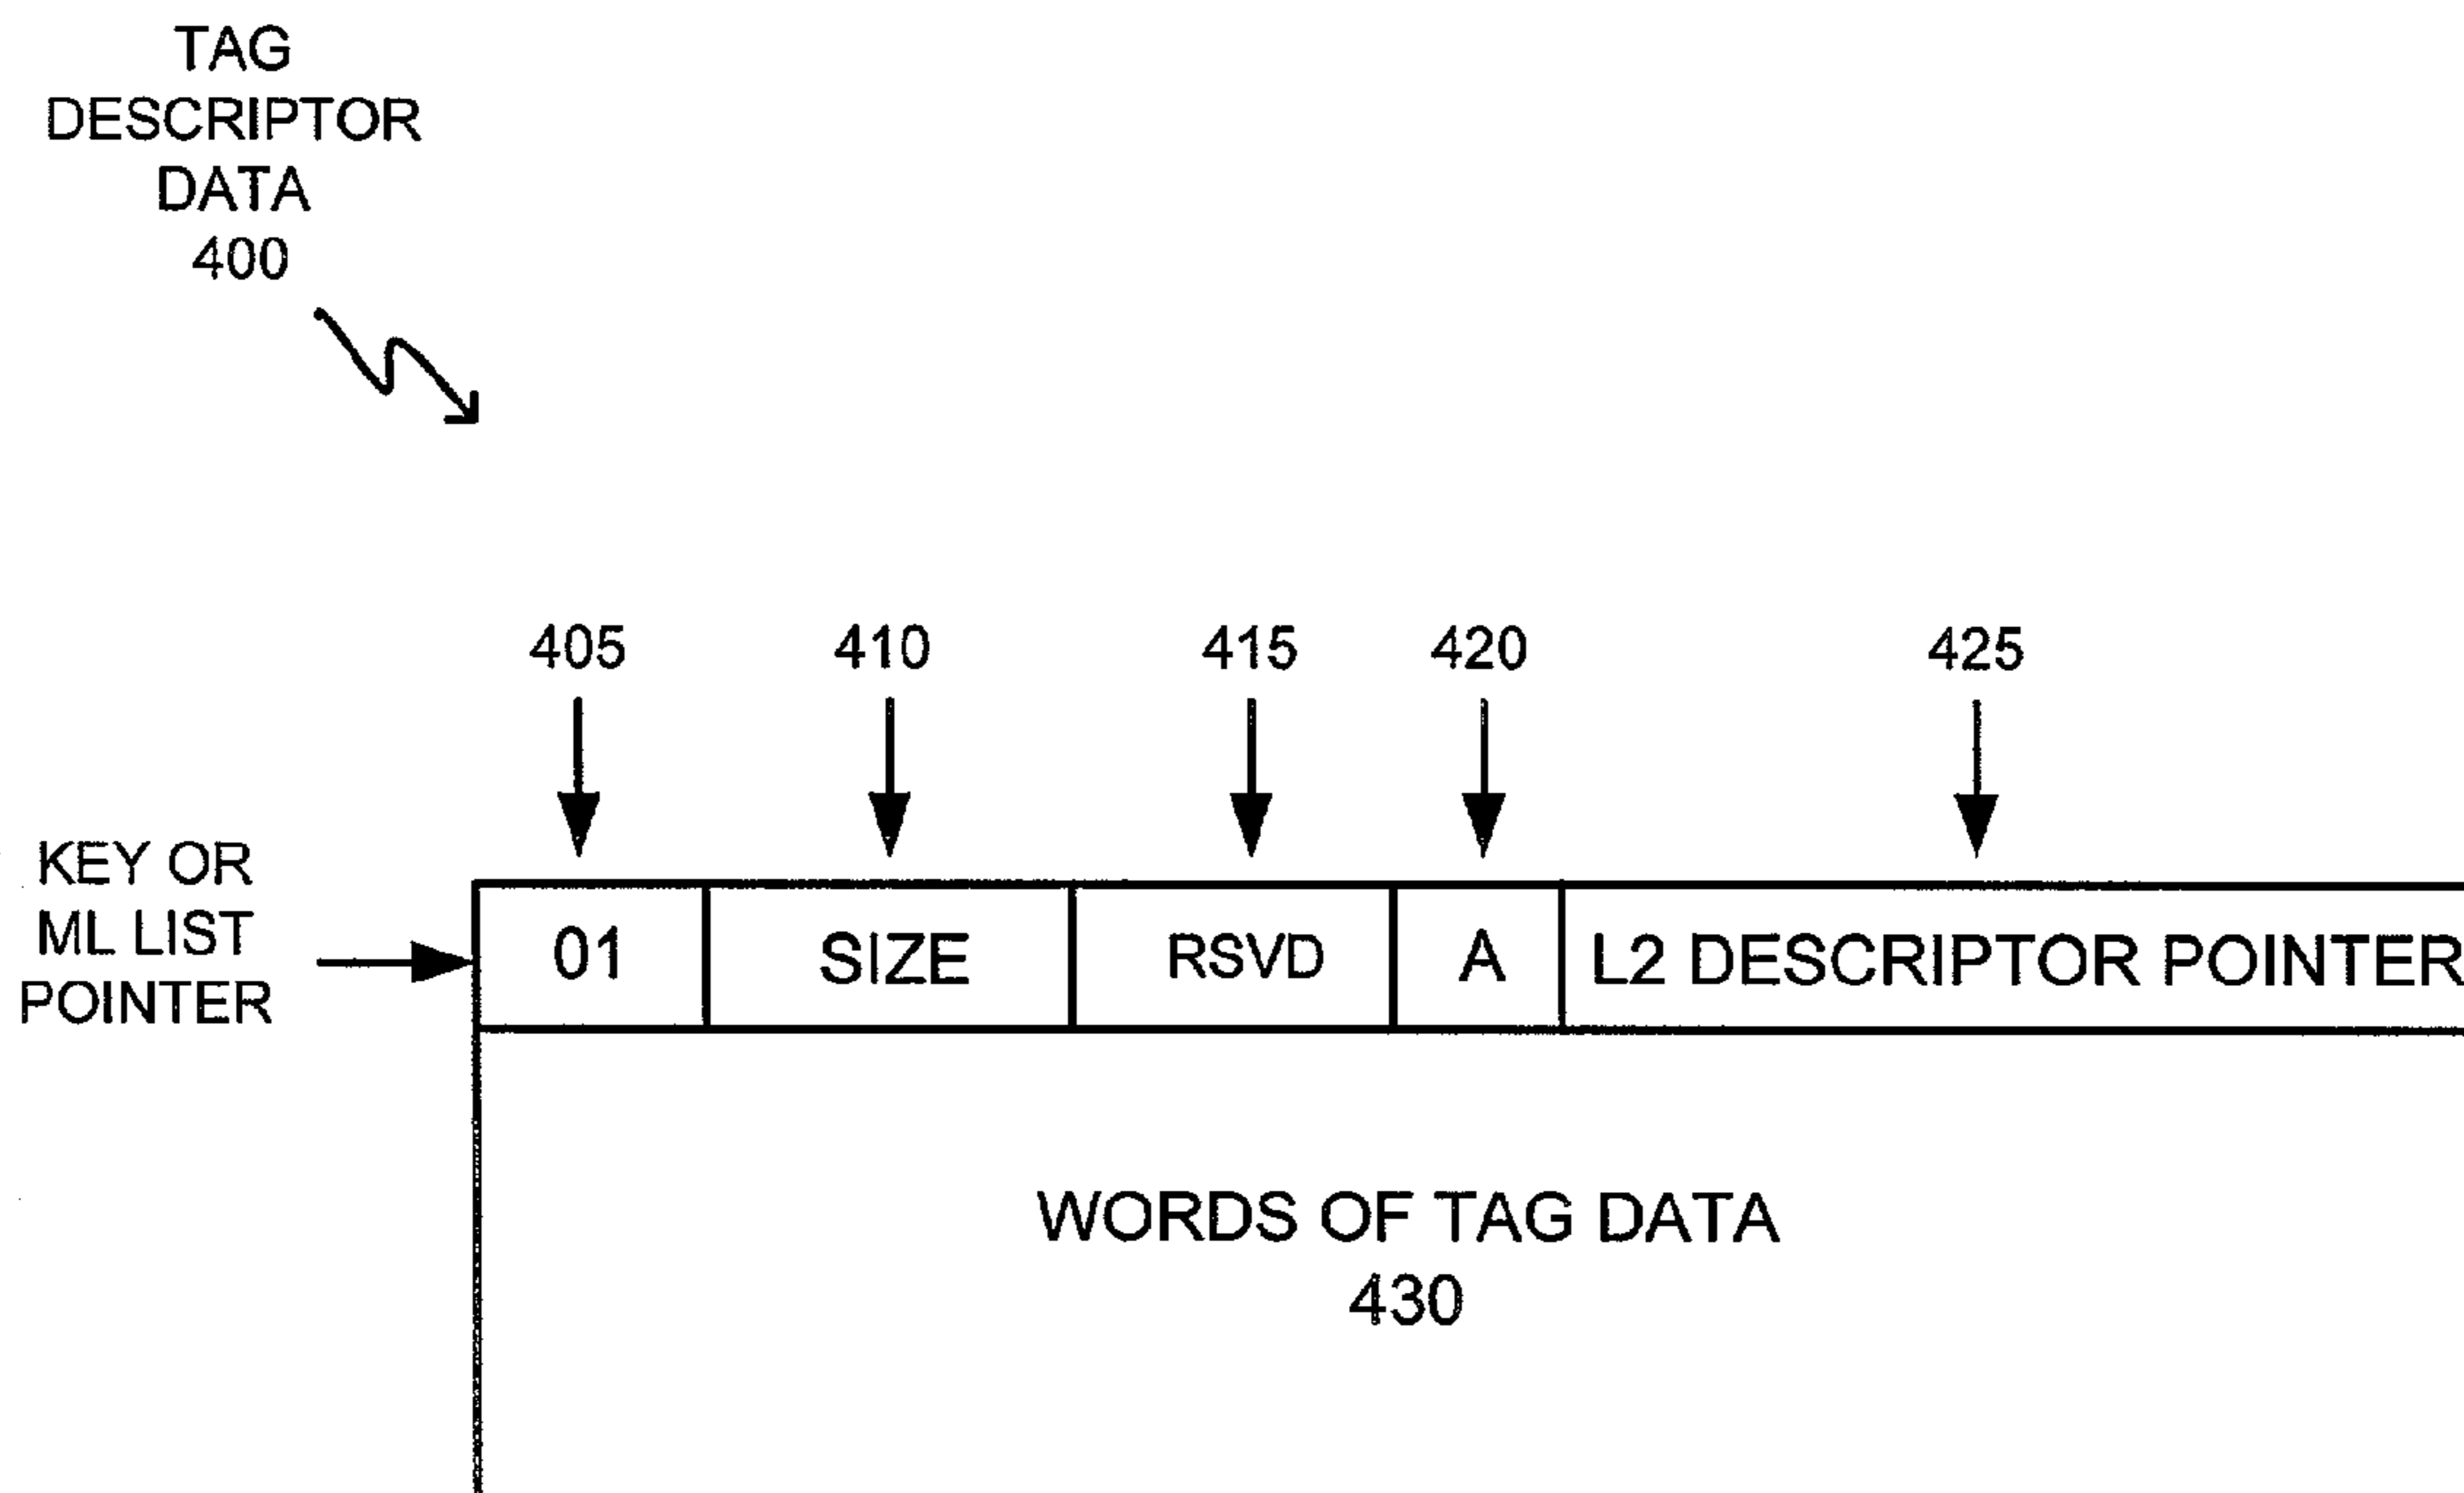 TAG
DESCRIPTOR
DATA
400
405 410 415 420 425
KEY OR
ML LIST
POINTER
01 SIZE RSVD A L2 DESCRIPTOR POINTER
WORDS OF TAG DATA
430